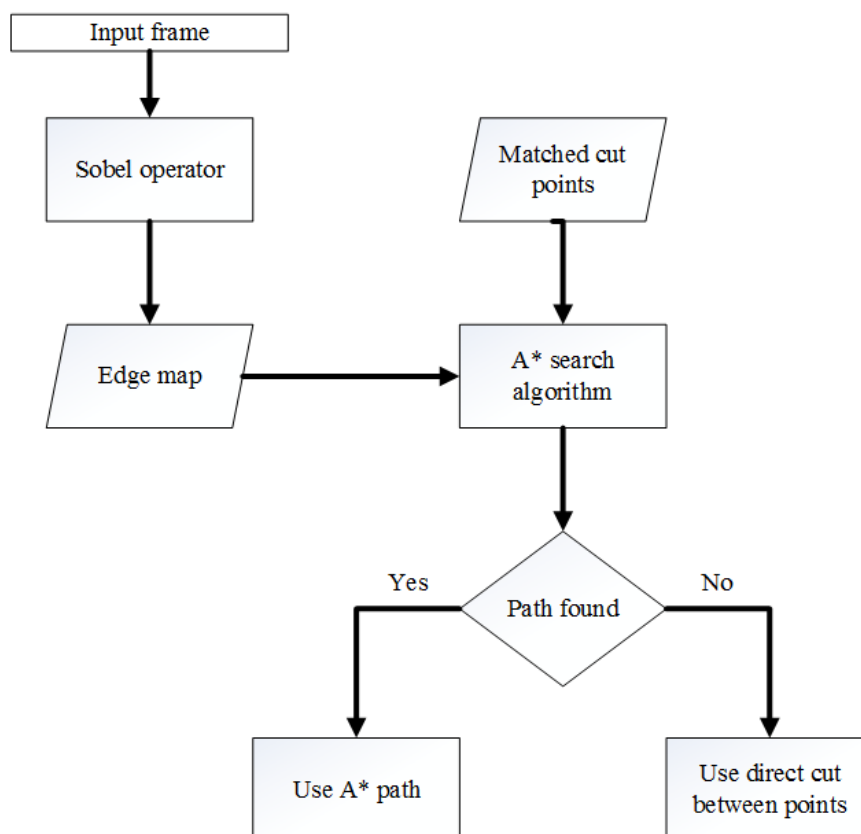 Input frame
Sobel operator
Matched cut
points
Edge map
A* search
algorithm
Yes
No
Path found
Use A* path
Use direct cut
between points